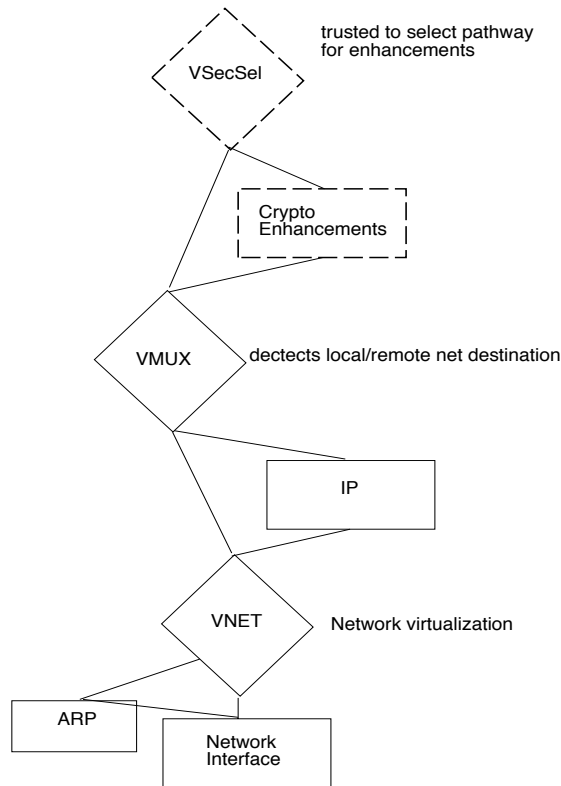 trusted to select pathway
for enhancements
VSecSel
Crypto
Enhancements
VMUX
dectects local/remote net destination
IP
VNET
Network virtualization
ARP
Network
Interface